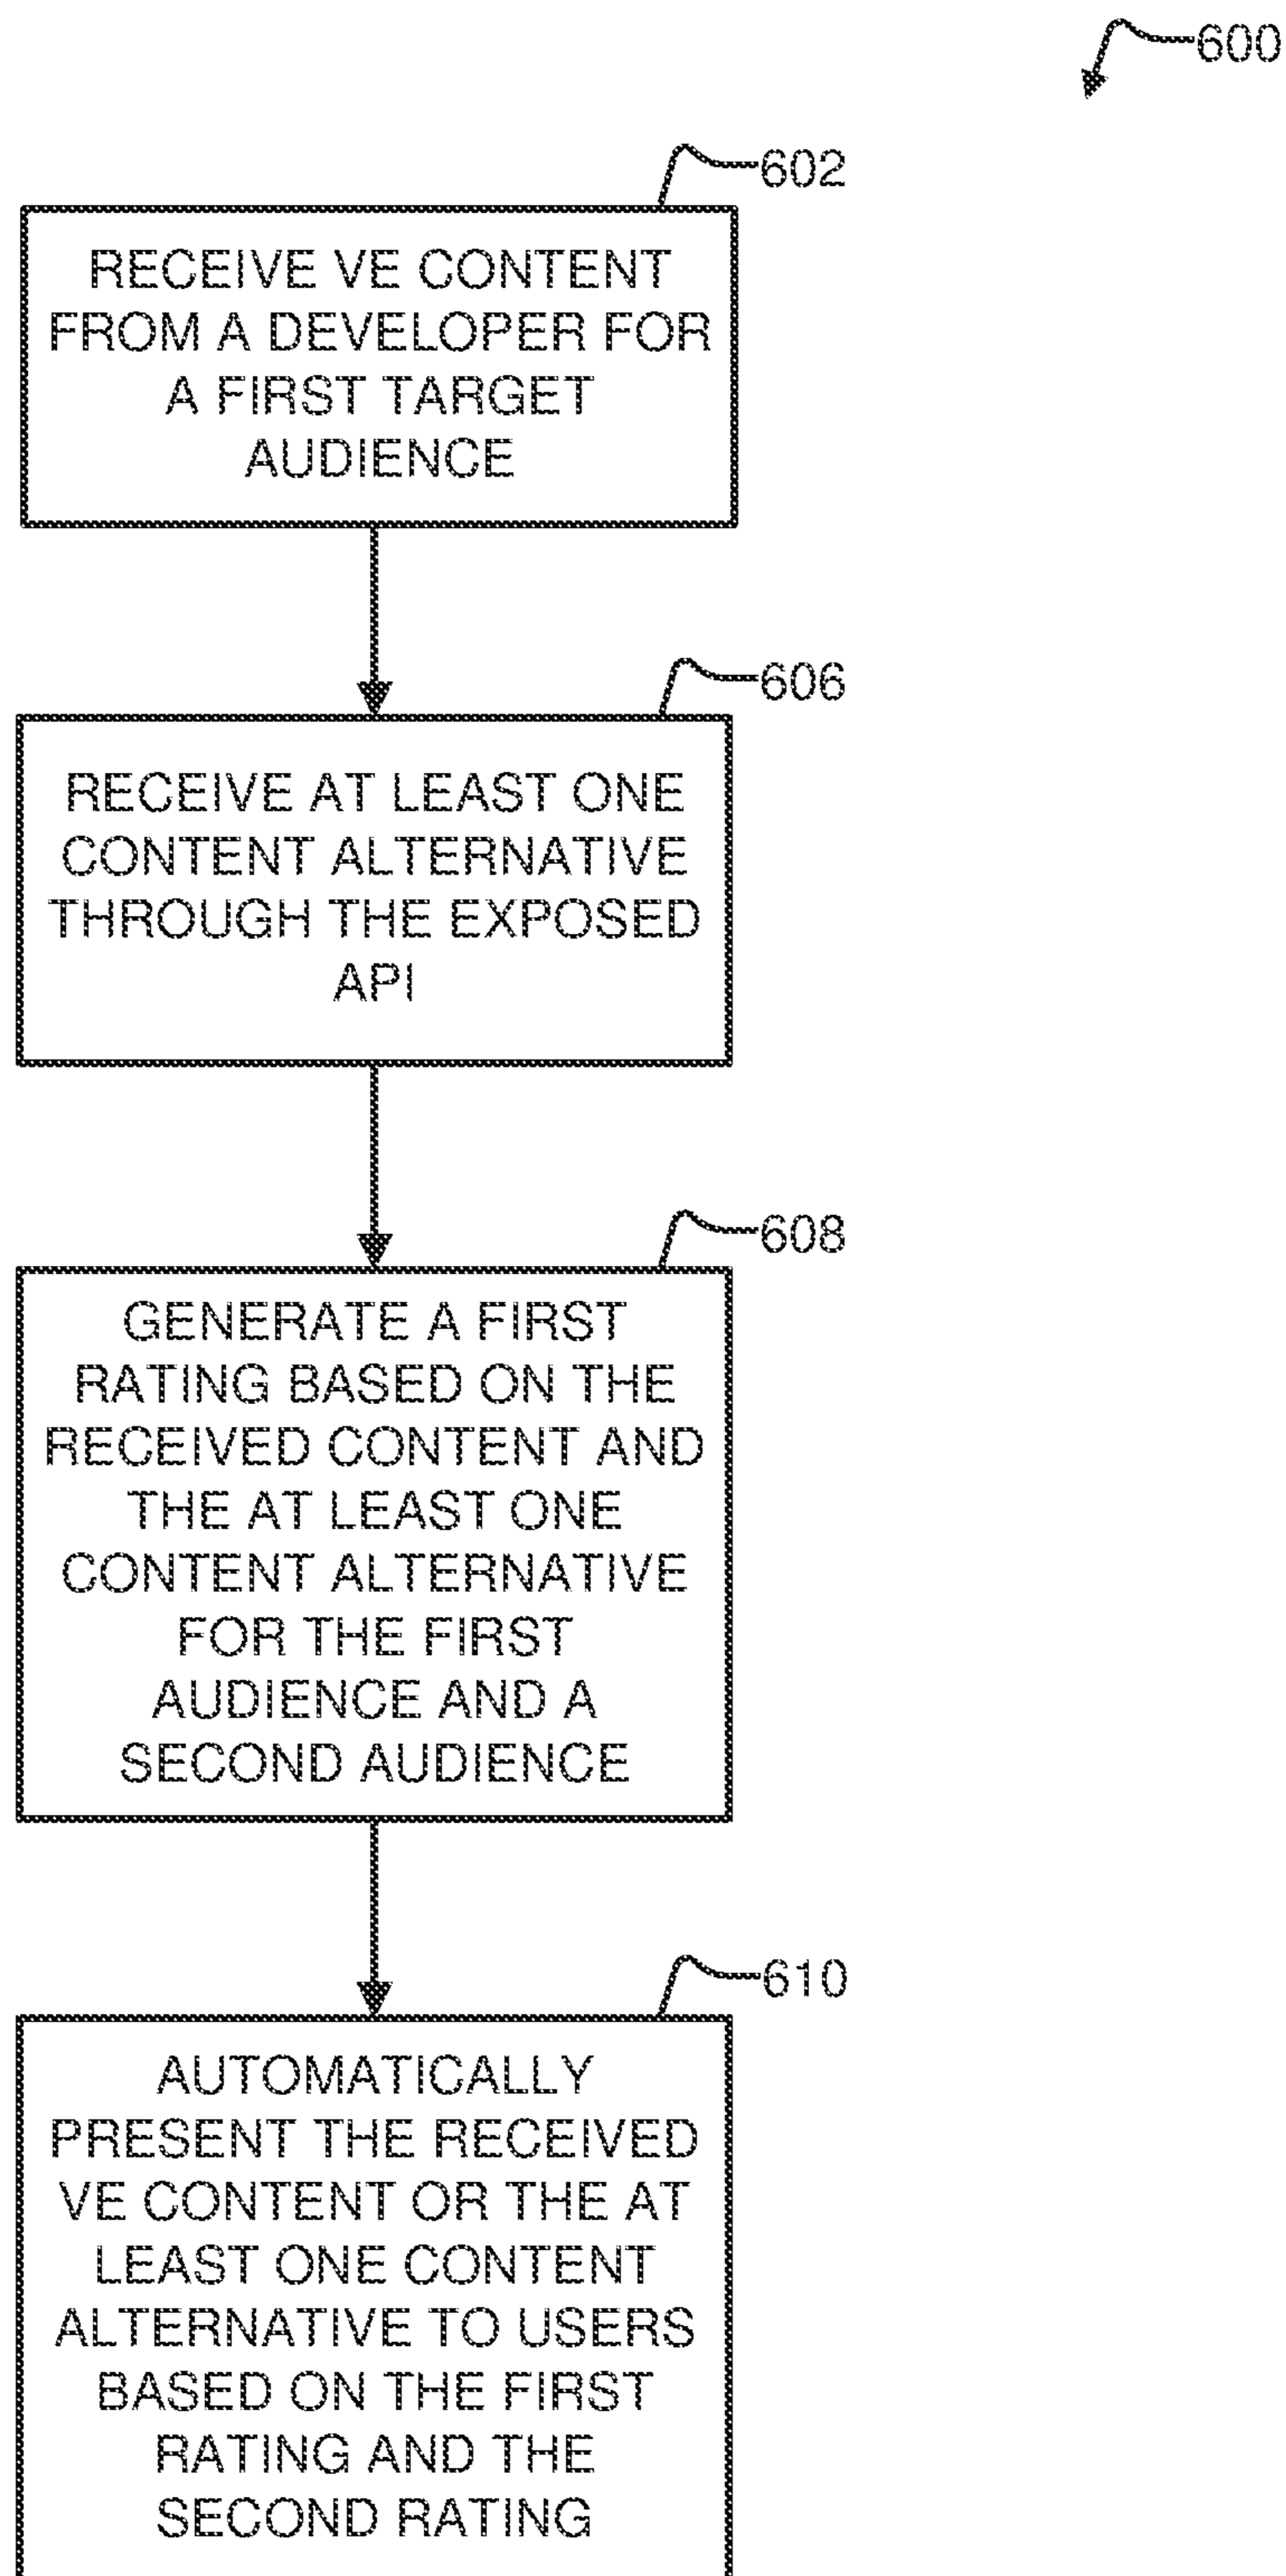 600
602
RECEIVE VE CONTENT
FROM A DEVELOPER FOR
A FIRST TARGET
AUDIENCE
606
RECEIVE AT LEAST ONE
CONTENT ALTERNATIVE
THROUGH THE EXPOSED
API
608
GENERATE A FIRST
RATING BASED ON THE
RECEIVED CONTENT AND
THE AT LEAST ONE
CONTENT ALTERNATIVE
FOR THE FIRST
AUDIENCE AND A
SECOND AUDIENCE
610
AUTOMATICALLY
PRESENT THE RECEIVED
VE CONTENT OR THE AT
LEAST ONE CONTENT
ALTERNATIVE TO USERS
BASED ON THE FIRST
RATING AND THE
SECOND RATING